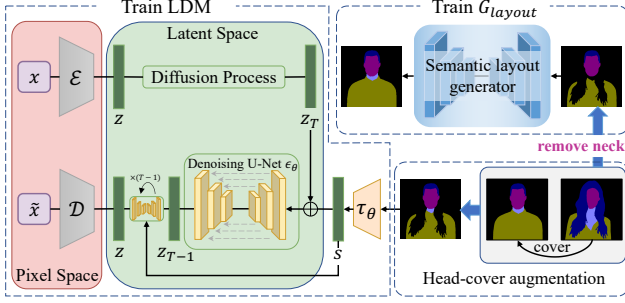 Train LDM
Train G_layout
Latent Space
x
ℰ
Diffusion Process
z
z_T
Semantic layout
generator
remove neck
Denoising U-Net ϵ_θ
×(T−1)
x̃
𝒟
τ_θ
z
z_{T−1}
s
cover
Pixel Space
Head-cover augmentation